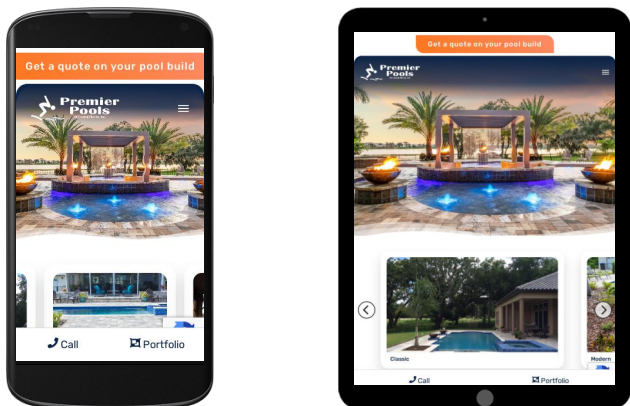 Get a quote on your pool build
Premier
Pools
Call
Portfolio
Get a quote on your pool build
Premier
Pools
Classic
Modern
Call
Portfolio